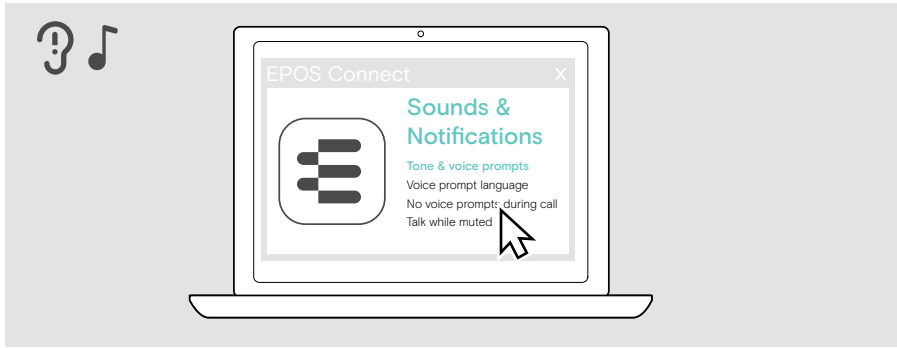 EPOS Connect x
Sounds &
Notifications
Tone & voice prompts
Voice prompt language
No voice prompts during call
Talk while muted